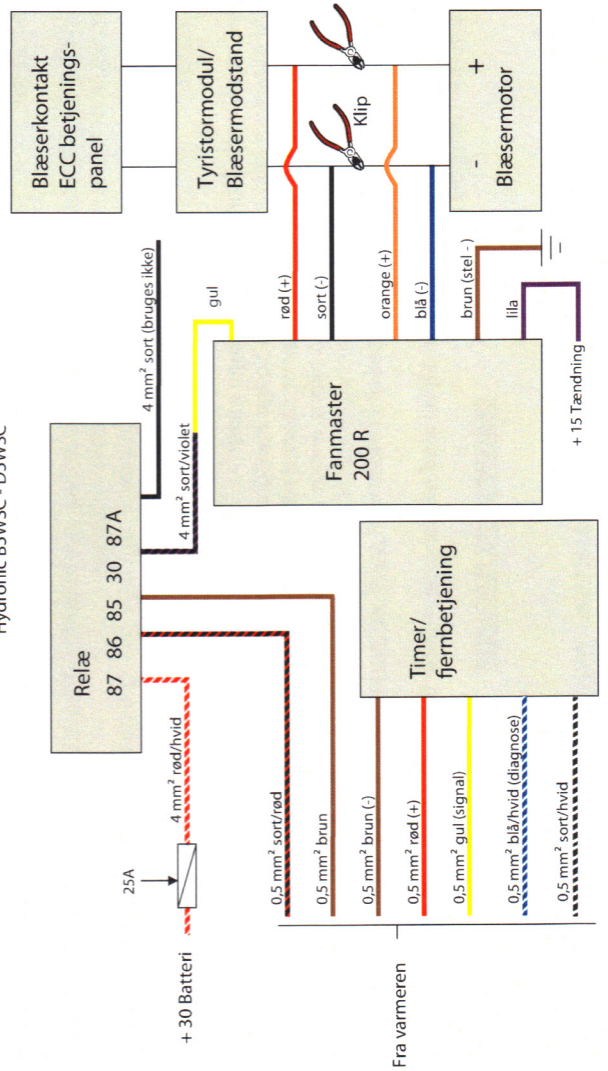 Hydronic B5WSC - D5WSC
Blæserkontakt
ECC betjenings-
panel
Tyristormodul/
Blæsermodstand
Klip
- +
Blæsermotor
Relæ
87 86 85 30 87A
4 mm² sort (bruges ikke)
4 mm² sort/violet
gul
4 mm² rød/hvid
25A
+ 30 Batteri
rød (+)
sort (-)
orange (+)
blå (-)
brun (stel - )
lila
+ 15 Tændning
Fanmaster
200 R
Timer/
fjernbetjening
0,5 mm² sort/rød
0,5 mm² brun
0,5 mm² brun (-)
0,5 mm² rød (+)
0,5 mm² gul (signal)
0,5 mm² blå/hvid (diagnose)
0,5 mm² sort/hvid
Fra varmeren